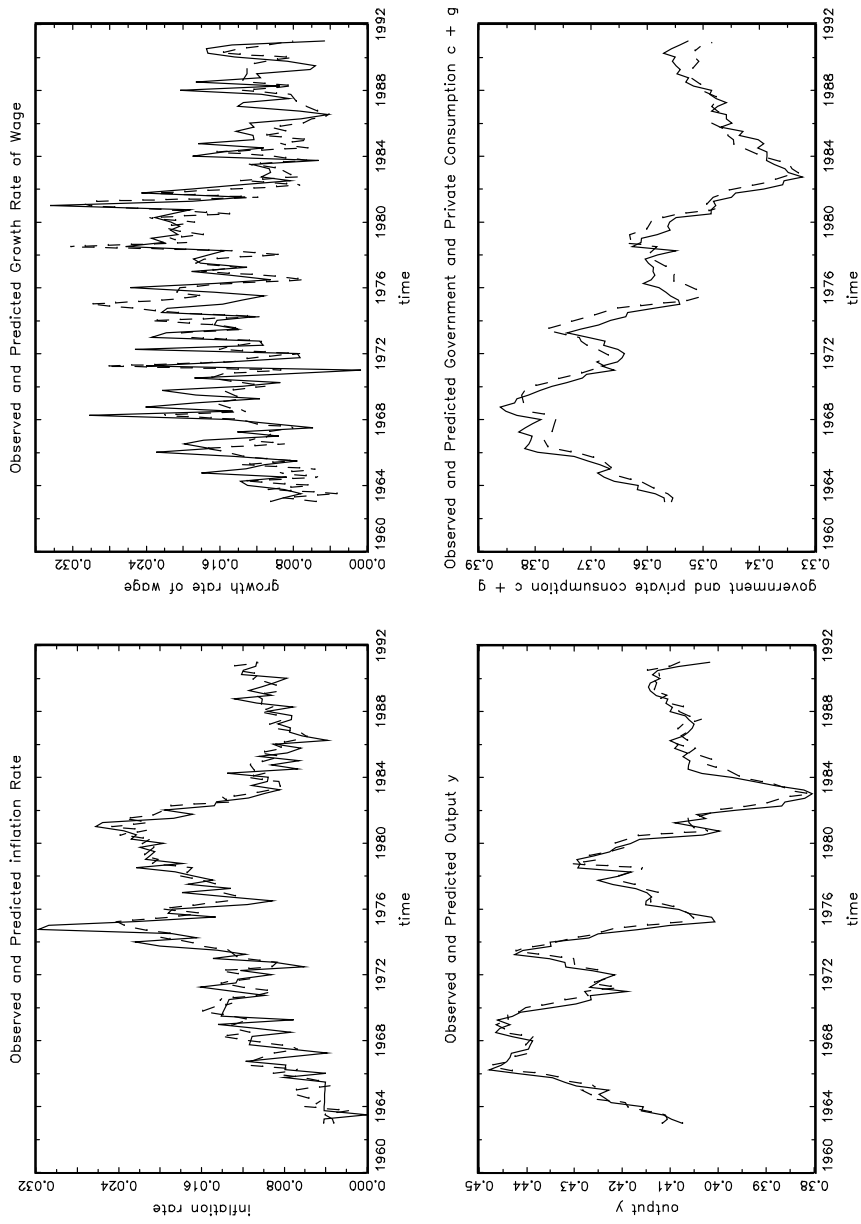 Observed and Predicted inflation Rate
inflation rate
0.032
0.024
0.016
0.008
0.000
1960 1964 1968 1972 1976 1980 1984 1988 1992
time
Observed and Predicted Growth Rate of Wage
growth rate of wage
0.032
0.024
0.016
0.008
0.000
1960 1964 1968 1972 1976 1980 1984 1988 1992
time
Observed and Predicted Output y
output y
0.45
0.44
0.43
0.42
0.41
0.40
0.39
0.38
1960 1964 1968 1972 1976 1980 1984 1988 1992
time
Observed and Predicted Government and Private Consumption c + g
government and private consumption c + g
0.39
0.38
0.37
0.36
0.35
0.34
0.33
1960 1964 1968 1972 1976 1980 1984 1988 1992
time